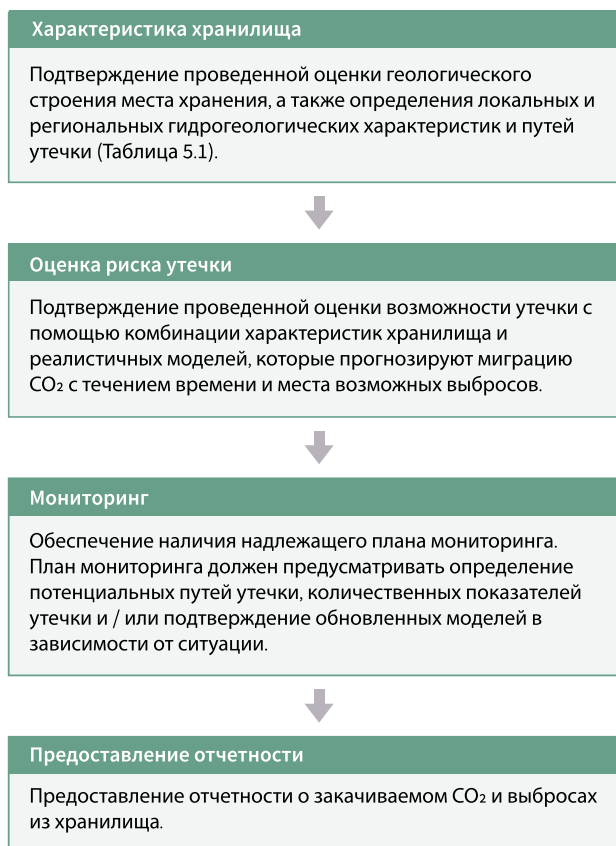 Характеристика хранилища
Подтверждение проведенной оценки геологического
строения места хранения, а также определения локальных и
региональных гидрогеологических характеристик и путей
утечки (Таблица 5.1).
Оценка риска утечки
Подтверждение проведенной оценки возможности утечки с
помощью комбинации характеристик хранилища и
реалистичных моделей, которые прогнозируют миграцию
CO₂ с течением времени и места возможных выбросов.
Мониторинг
Обеспечение наличия надлежащего плана мониторинга.
План мониторинга должен предусматривать определение
потенциальных путей утечки, количественных показателей
утечки и / или подтверждение обновленных моделей в
зависимости от ситуации.
Предоставление отчетности
Предоставление отчетности о закачиваемом CO₂ и выбросах
из хранилища.